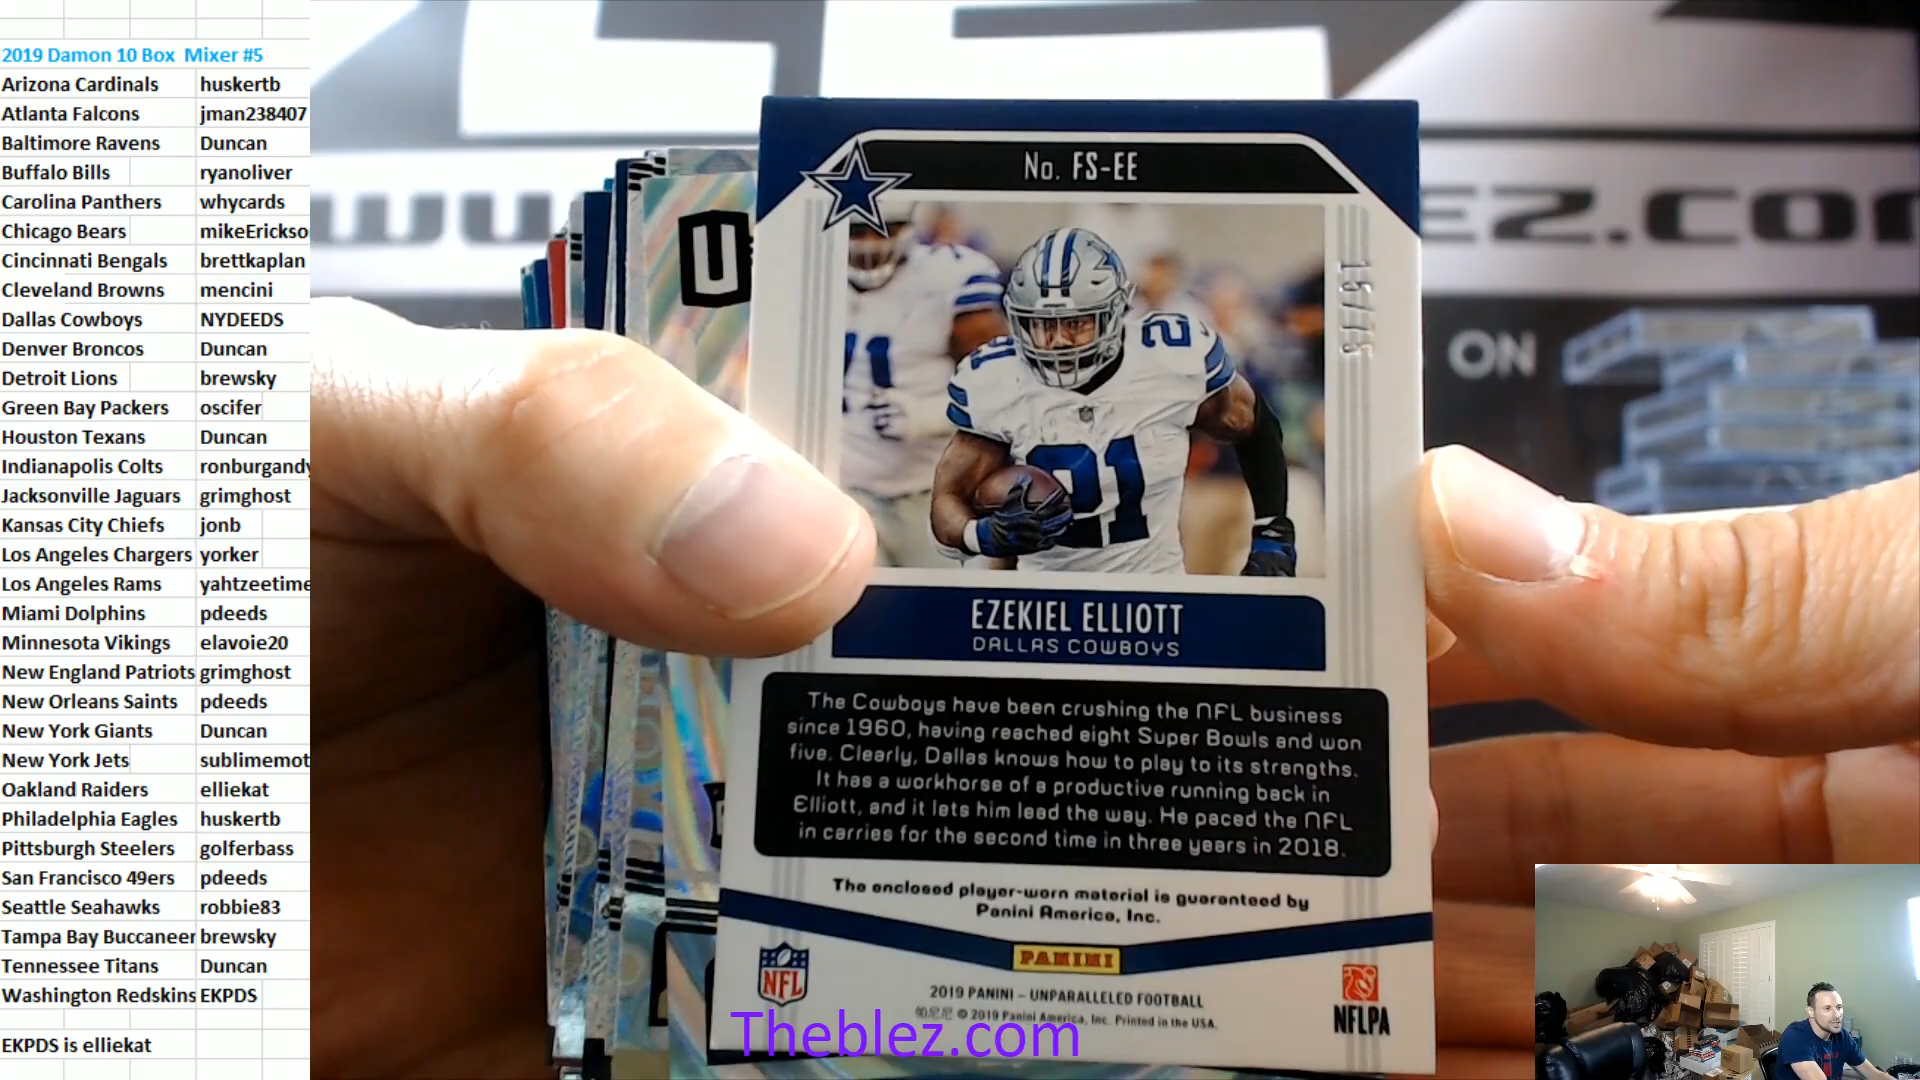 2019 Damon 10 Box Mixer #5
Arizona Cardinals huskertb
Atlanta Falcons jman238407
Baltimore Ravens Duncan
Buffalo Bills ryanoliver
Carolina Panthers whycards
Chicago Bears mikeErickso
Cincinnati Bengals brettkaplan
Cleveland Browns mencini
Dallas Cowboys NYDEEDS
Denver Broncos Duncan
Detroit Lions brewsky
Green Bay Packers oscifer
Houston Texans Duncan
Indianapolis Colts ronburgandy
Jacksonville Jaguars grimghost
Kansas City Chiefs jonb
Los Angeles Chargers yorker
Los Angeles Rams yahtzeetime
Miami Dolphins pdeeds
Minnesota Vikings elavoie20
New England Patriots grimghost
New Orleans Saints pdeeds
New York Giants Duncan
New York Jets sublimemot
Oakland Raiders elliekat
Philadelphia Eagles huskertb
Pittsburgh Steelers golferbass
San Francisco 49ers pdeeds
Seattle Seahawks robbie83
Tampa Bay Buccaneer brewsky
Tennessee Titans Duncan
Washington Redskins EKPDS
EKPDS is elliekat
No. FS-EE
U
21
21
21
EZ.CO
ON
EZEKIEL ELLIOTT
DALLAS COWBOYS
The Cowboys have been crushing the NFL business
since 1960, having reached eight Super Bowls and won
five. Clearly, Dallas knows how to play to its strengths.
It has a workhorse of a productive running back in
Elliott, and it lets him lead the way. He paced the NFL
in carries for the second time in three years in 2018.
The enclosed player-worn material is guaranteed by
Panini America, Inc.
PANINI
NFL
2019 PANINI – UNPARALLELED FOOTBALL
© 2019 Panini America, Inc. Printed in the USA.
NFLPA
Theblez.com